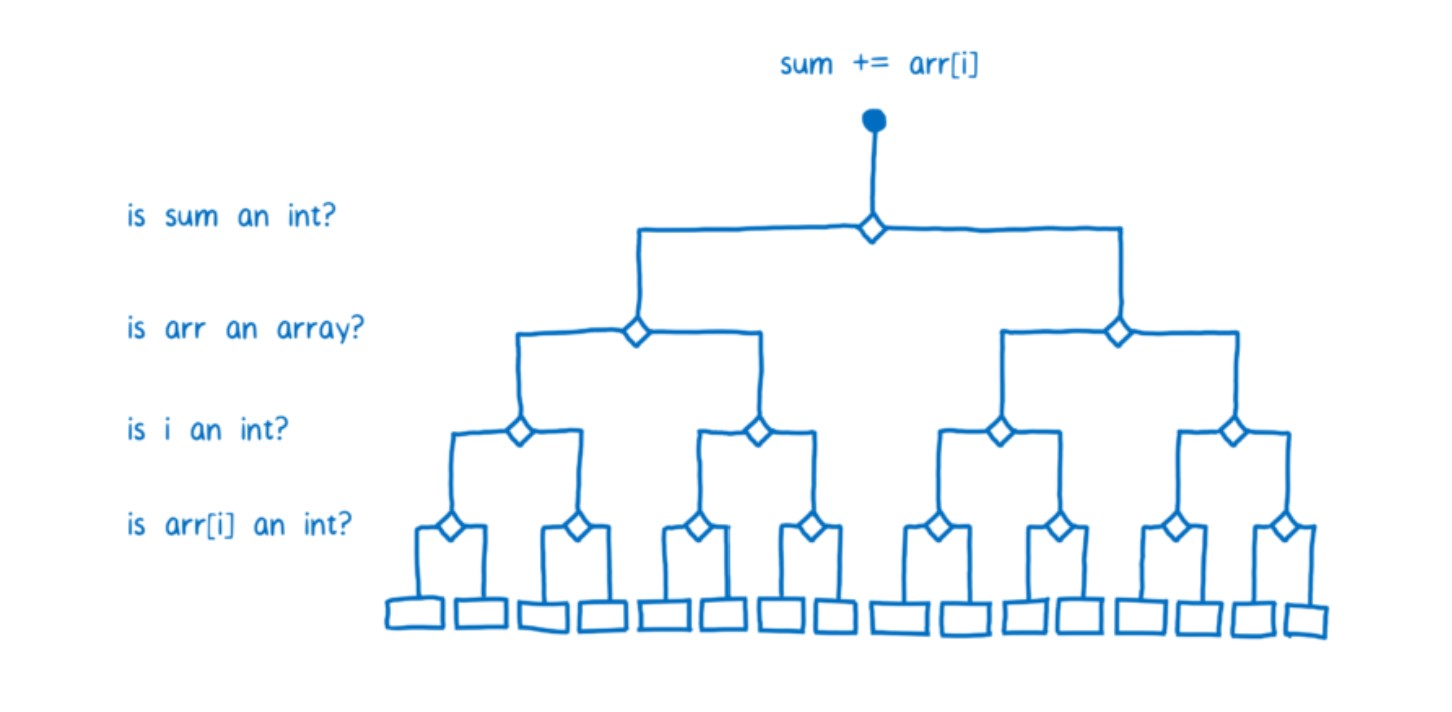 sum += arr[i]
is sum an int?
is arr an array?
is i an int?
is arr[i] an int?